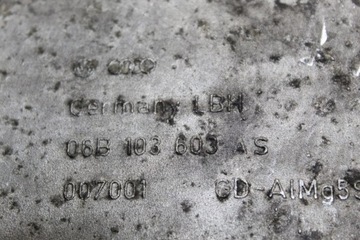 Germany LBH
06B 103 603 AS
007001 GD-AlMg5S